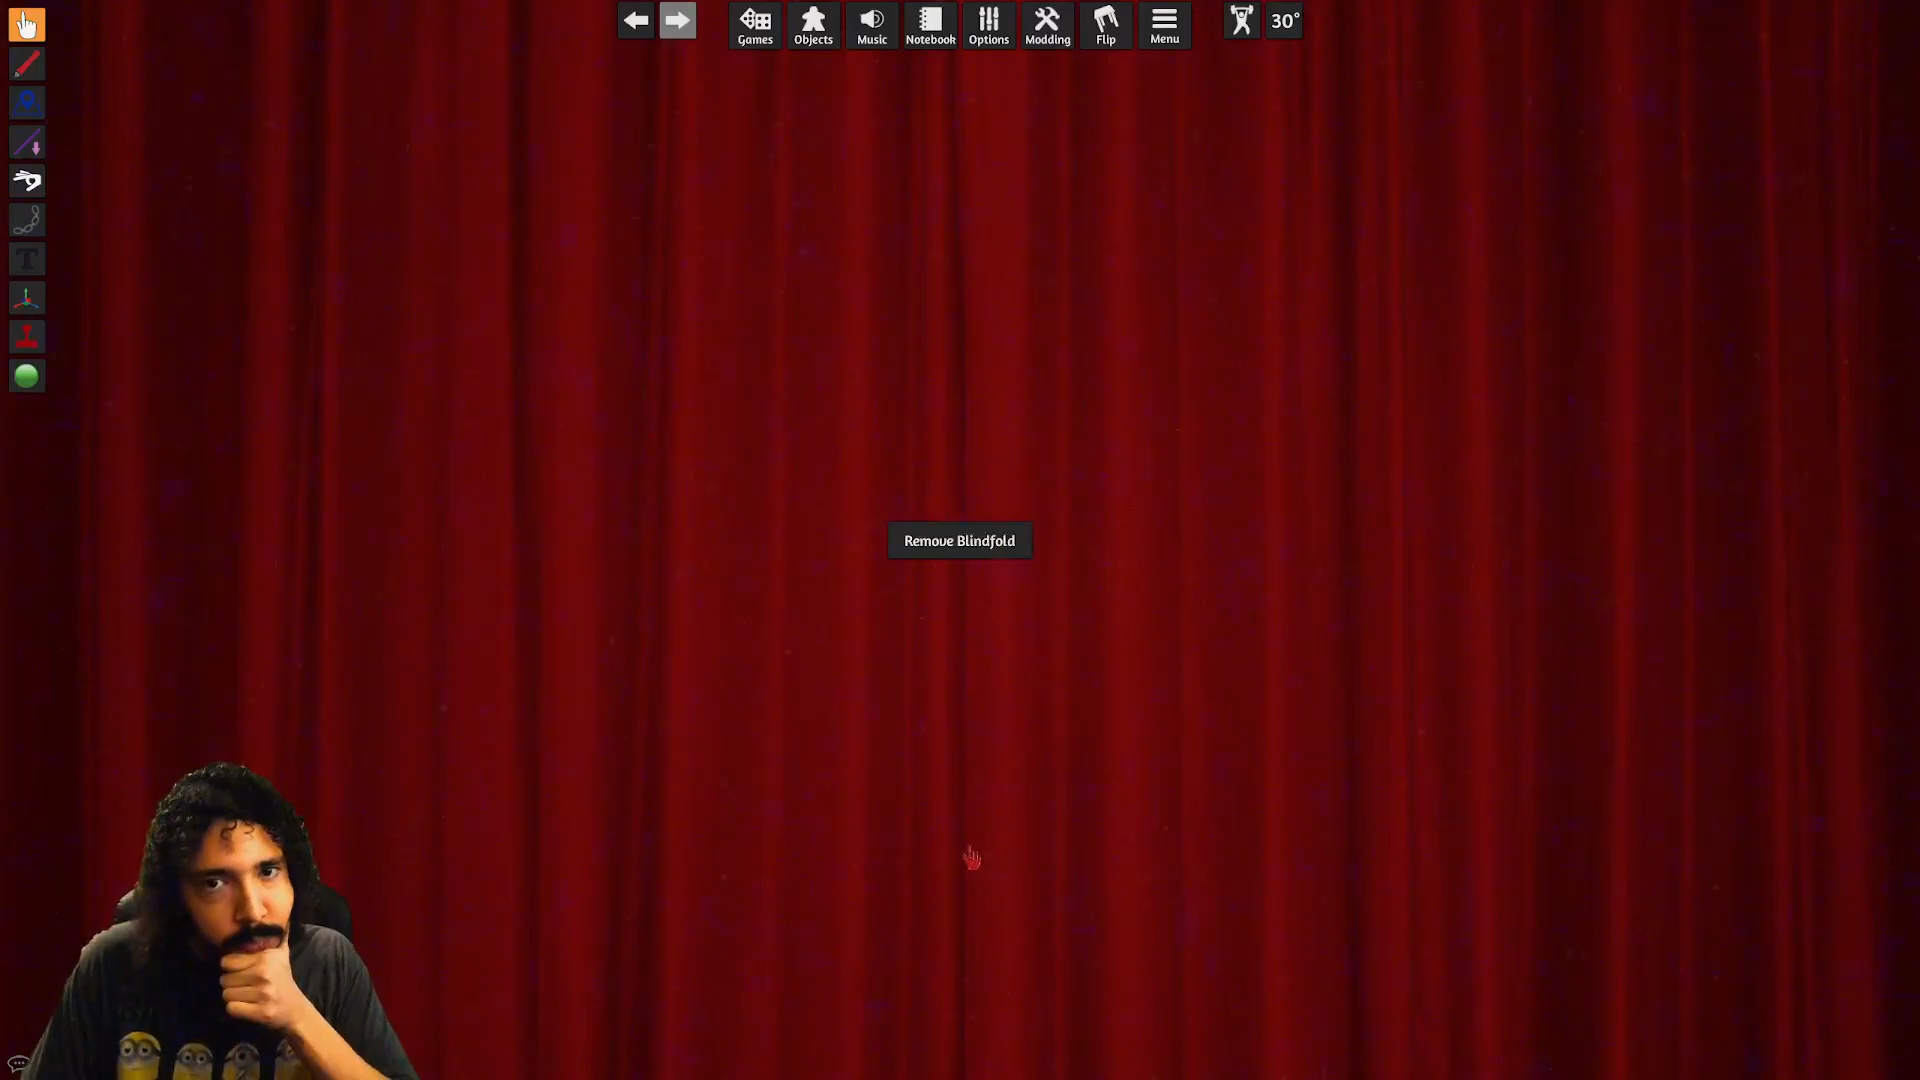 Games
Objects
Music
Notebook
Options
Modding
Flip
Menu
30°
Remove Blindfold